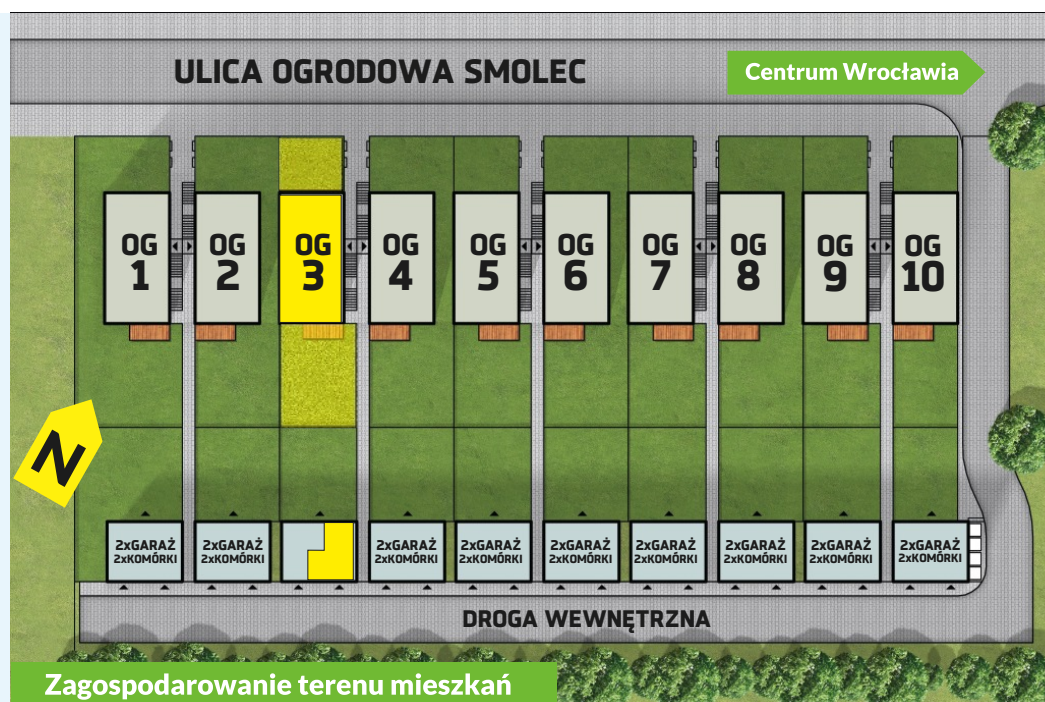 ULICA OGRODOWA SMOLEC
Centrum Wrocławia
OG
1
OG
2
OG
3
OG
4
OG
5
OG
6
OG
7
OG
8
OG
9
OG
10
N
2xGARAŻ
2xKOMÓRKI
2xGARAŻ
2xKOMÓRKI
2xGARAŻ
2xKOMÓRKI
2xGARAŻ
2xKOMÓRKI
2xGARAŻ
2xKOMÓRKI
2xGARAŻ
2xKOMÓRKI
2xGARAŻ
2xKOMÓRKI
2xGARAŻ
2xKOMÓRKI
2xGARAŻ
2xKOMÓRKI
DROGA WEWNĘTRZNA
Zagospodarowanie terenu mieszkań